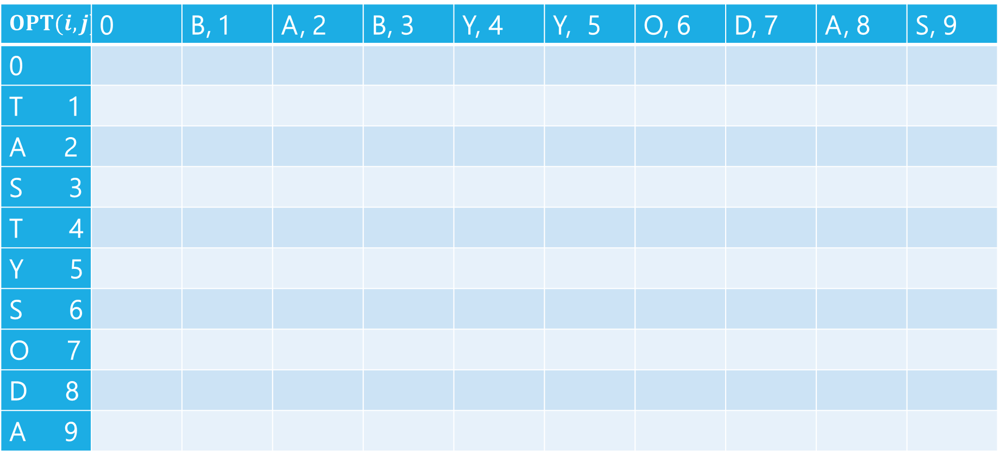 OPT(i,j) 0 B, 1 A, 2 B, 3 Y, 4 Y, 5 O, 6 D, 7 A, 8 S, 9
0
T 1
A 2
S 3
T 4
Y 5
S 6
O 7
D 8
A 9